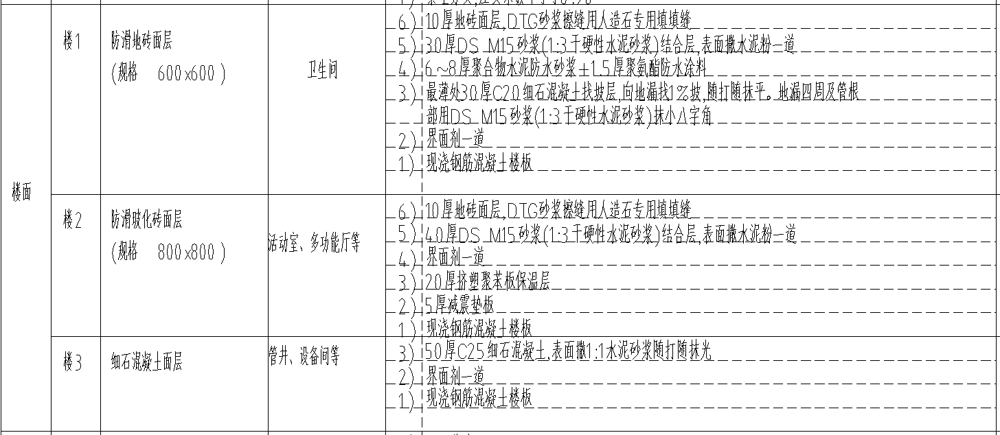 楼面
楼1
防滑地砖面层
(规格 600x600 )
卫生间
6) 10厚地砖面层,DTG砂浆擦缝用人造石专用填填缝
5) 30厚DS M15砂浆(1:3干硬性水泥砂浆)结合层,表面撒水泥粉一道
4) 6~8厚聚合物水泥防水砂浆+1.5厚聚氨酯防水涂料
3) 最薄处30厚C20细石混凝土找坡层,向地漏找1%坡,随打随抹平。地漏四周及管根
部用DS M15砂浆(1:3干硬性水泥砂浆)抹小八字角
2) 界面剂一道
1) 现浇钢筋混凝土楼板
楼2
防滑玻化砖面层
(规格 800x800 )
活动室、多功能厅等
6) 10厚地砖面层,DTG砂浆擦缝用人造石专用填填缝
5) 40厚DS M15砂浆(1:3干硬性水泥砂浆)结合层,表面撒水泥粉一道
4) 界面剂一道
3) 20厚挤塑聚苯板保温层
2) 5厚减震垫板
1) 现浇钢筋混凝土楼板
楼3
细石混凝土面层
管井、设备间等
3) 50厚C25细石混凝土,表面撒1:1水泥砂浆随打随抹光
2) 界面剂一道
1) 现浇钢筋混凝土楼板